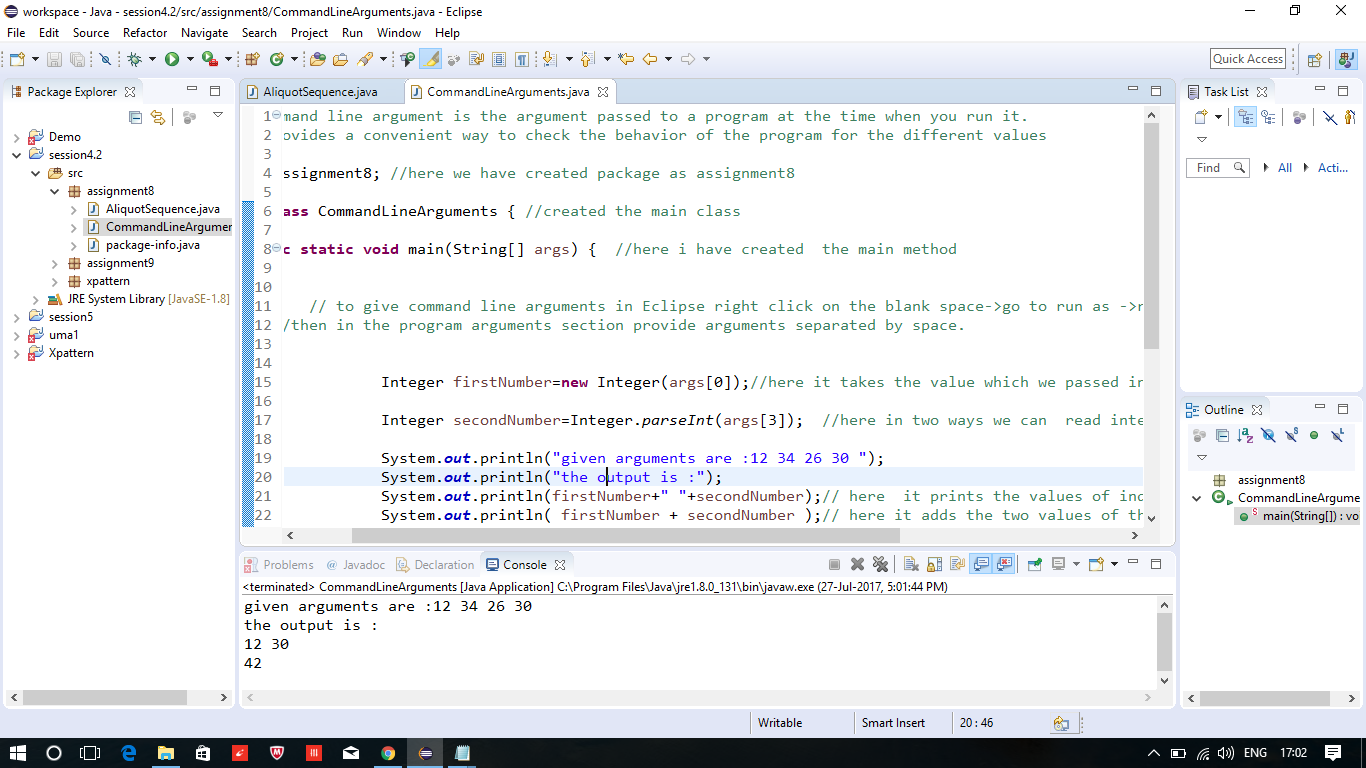 workspace - Java - session4.2/src/assignment8/CommandLineArguments.java - Eclipse
File Edit Source Refactor Navigate Search Project Run Window Help
Quick Access
Package Explorer
Demo
session4.2
src
assignment8
AliquotSequence.java
CommandLineArgumer
package-info.java
assignment9
xpattern
JRE System Library [JavaSE-1.8]
session5
uma1
Xpattern
AliquotSequence.java CommandLineArguments.java
1 mand line argument is the argument passed to a program at the time when you run it.
2 ovides a convenient way to check the behavior of the program for the different values
3
4 ssignment8; //here we have created package as assignment8
5
6 ass CommandLineArguments { //created the main class
7
8 c static void main(String[] args) { //here i have created the main method
9
10
11 // to give command line arguments in Eclipse right click on the blank space->go to run as ->r
12 /then in the program arguments section provide arguments separated by space.
13
14
15 Integer firstNumber=new Integer(args[0]);//here it takes the value which we passed in
16
17 Integer secondNumber=Integer.parseInt(args[3]); //here in two ways we can read inte
18
19 System.out.println("given arguments are :12 34 26 30 ");
20 System.out.println("the output is :");
21 System.out.println(firstNumber+" "+secondNumber);// here it prints the values of ind
22 System.out.println( firstNumber + secondNumber );// here it adds the two values of th
Task List
Find All Acti...
Outline
assignment8
CommandLineArgume
main(String[]) : vo
Problems Javadoc Declaration Console
<terminated> CommandLineArguments [Java Application] C:\Program Files\Java\jre1.8.0_131\bin\javaw.exe (27-Jul-2017, 5:01:44 PM)
given arguments are :12 34 26 30
the output is :
12 30
42
Writable Smart Insert 20 : 46
ENG 17:02